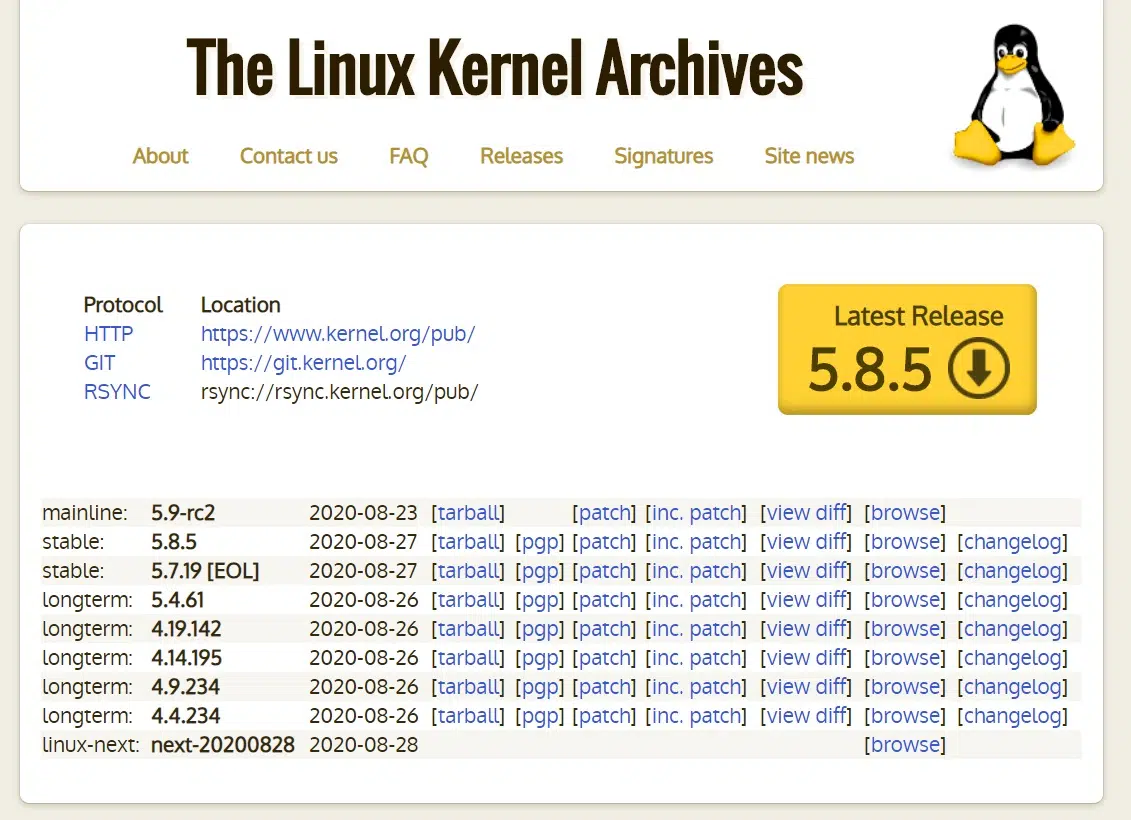 The Linux Kernel Archives
About Contact us FAQ Releases Signatures Site news
Protocol Location
HTTP https://www.kernel.org/pub/
GIT https://git.kernel.org/
RSYNC rsync://rsync.kernel.org/pub/
Latest Release
5.8.5
mainline: 5.9-rc2 2020-08-23 [tarball] [patch] [inc. patch] [view diff] [browse]
stable: 5.8.5 2020-08-27 [tarball] [pgp] [patch] [inc. patch] [view diff] [browse] [changelog]
stable: 5.7.19 [EOL] 2020-08-27 [tarball] [pgp] [patch] [inc. patch] [view diff] [browse] [changelog]
longterm: 5.4.61 2020-08-26 [tarball] [pgp] [patch] [inc. patch] [view diff] [browse] [changelog]
longterm: 4.19.142 2020-08-26 [tarball] [pgp] [patch] [inc. patch] [view diff] [browse] [changelog]
longterm: 4.14.195 2020-08-26 [tarball] [pgp] [patch] [inc. patch] [view diff] [browse] [changelog]
longterm: 4.9.234 2020-08-26 [tarball] [pgp] [patch] [inc. patch] [view diff] [browse] [changelog]
longterm: 4.4.234 2020-08-26 [tarball] [pgp] [patch] [inc. patch] [view diff] [browse] [changelog]
linux-next: next-20200828 2020-08-28 [browse]